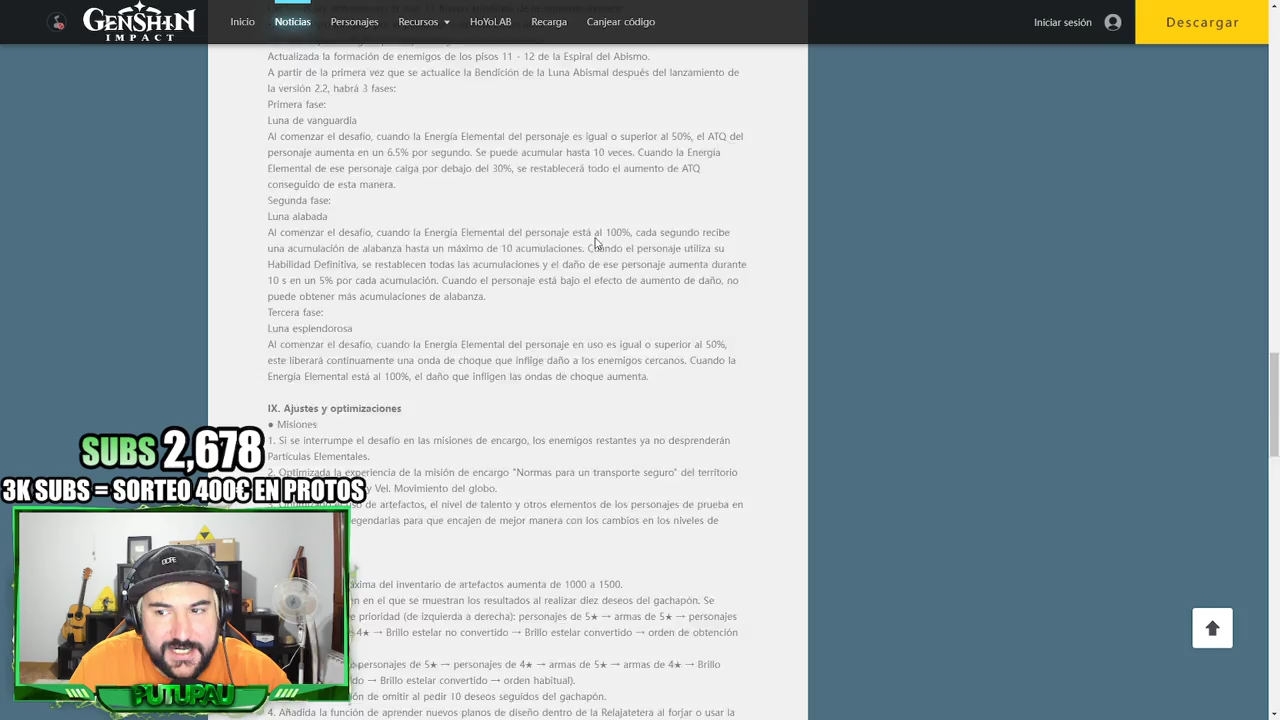 GENSHIN
IMPACT
Inicio
Noticias
Personajes
Recursos
HoYoLAB
Recarga
Canjear código
Iniciar sesión
Descargar
Actualizada la formación de enemigos de los pisos 11 - 12 de la Espiral del Abismo.
A partir de la primera vez que se actualice la Bendición de la Luna Abismal después del lanzamiento de
la versión 2.2, habrá 3 fases:
Primera fase:
Luna de vanguardia
Al comenzar el desafío, cuando la Energía Elemental del personaje es igual o superior al 50%, el ATQ del
personaje aumenta en un 6.5% por segundo. Se puede acumular hasta 10 veces. Cuando la Energía
Elemental de ese personaje caiga por debajo del 30%, se restablecerá todo el aumento de ATQ
conseguido de esta manera.
Segunda fase:
Luna alabada
Al comenzar el desafío, cuando la Energía Elemental del personaje está al 100%, cada segundo recibe
una acumulación de alabanza hasta un máximo de 10 acumulaciones. Cuando el personaje utiliza su
Habilidad Definitiva, se restablecen todas las acumulaciones y el daño de ese personaje aumenta durante
10 s en un 5% por cada acumulación. Cuando el personaje está bajo el efecto de aumento de daño, no
puede obtener más acumulaciones de alabanza.
Tercera fase:
Luna esplendorosa
Al comenzar el desafío, cuando la Energía Elemental del personaje en uso es igual o superior al 50%,
este liberará continuamente una onda de choque que inflige daño a los enemigos cercanos. Cuando la
Energía Elemental está al 100%, el daño que infligen las ondas de choque aumenta.
IX. Ajustes y optimizaciones
● Misiones
1. Si se interrumpe el desafío en las misiones de encargo, los enemigos restantes ya no desprenderán
Partículas Elementales.
2. Optimizada la experiencia de la misión de encargo "Normas para un transporte seguro" del territorio
y Vel. Movimiento del globo.
de artefactos, el nivel de talento y otros elementos de los personajes de prueba en
legendarias para que encajen de mejor manera con los cambios en los niveles de
del inventario de artefactos aumenta de 1000 a 1500.
en el que se muestran los resultados al realizar diez deseos del gachapón. Se
prioridad (de izquierda a derecha): personajes de 5★ → armas de 5★ → personajes
4★ → Brillo estelar no convertido → Brillo estelar convertido → orden de obtención
personajes de 5★ → personajes de 4★ → armas de 5★ → armas de 4★ → Brillo
→ Brillo estelar convertido → orden habitual).
de omitir al pedir 10 deseos seguidos del gachapón.
4. Añadida la función de aprender nuevos planos de diseño dentro de la Relajatetera al forjar o usar la
SUBS 2,678
3K SUBS = SORTEO 400€ EN PROTOS
DOPE
PUTUPAU